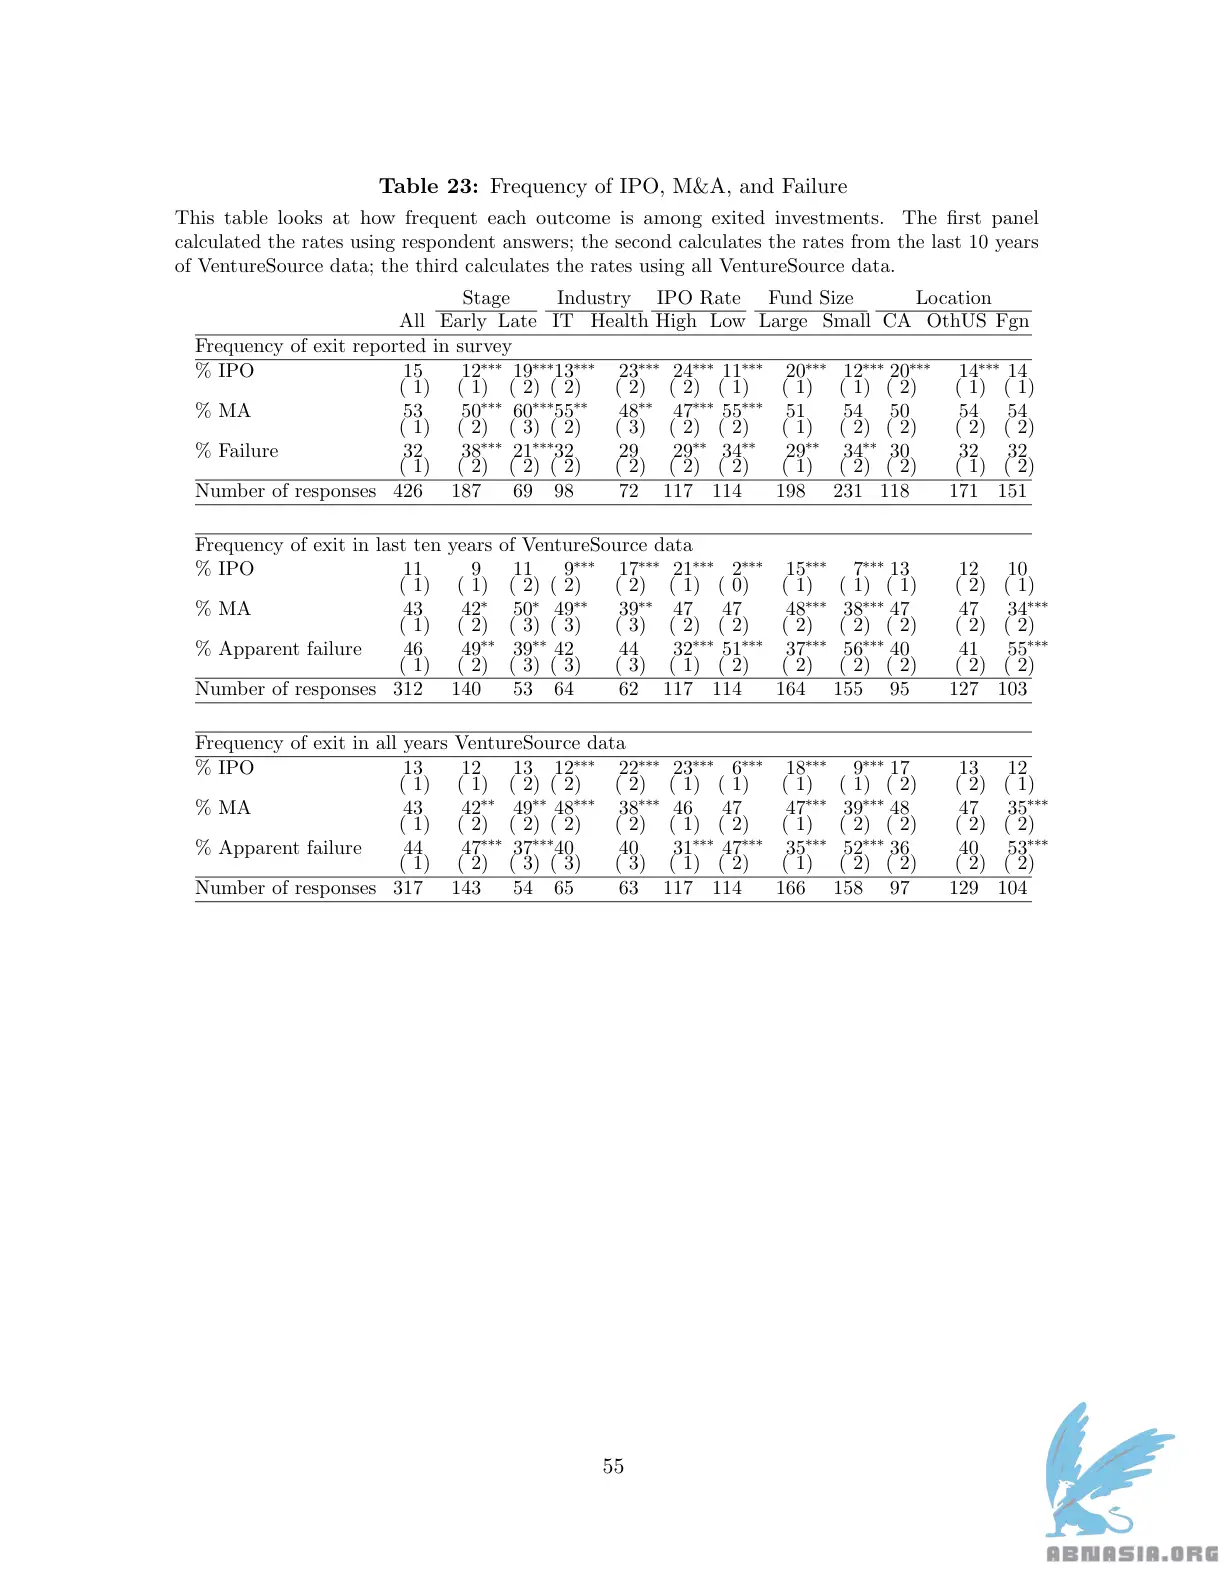 Table 23: Frequency of IPO, M&A, and Failure
This table looks at how frequent each outcome is among exited investments. The first panel
calculated the rates using respondent answers; the second calculates the rates from the last 10 years
of VentureSource data; the third calculates the rates using all VentureSource data.
Stage Industry IPO Rate Fund Size Location
All Early Late IT Health High Low Large Small CA OthUS Fgn
Frequency of exit reported in survey
% IPO 15 12*** 19*** 13*** 23*** 24*** 11*** 20*** 12*** 20*** 14*** 14
( 1) ( 1) ( 2) ( 2) ( 2) ( 2) ( 1) ( 1) ( 1) ( 2) ( 1) ( 1)
% MA 53 50*** 60*** 55** 48** 47*** 55*** 51 54 50 54 54
( 1) ( 2) ( 3) ( 2) ( 3) ( 2) ( 2) ( 1) ( 2) ( 2) ( 2) ( 2)
% Failure 32 38*** 21*** 32 29 29** 34** 29** 34** 30 32 32
( 1) ( 2) ( 2) ( 2) ( 2) ( 2) ( 2) ( 1) ( 2) ( 2) ( 1) ( 2)
Number of responses 426 187 69 98 72 117 114 198 231 118 171 151
Frequency of exit in last ten years of VentureSource data
% IPO 11 9 11 9*** 17*** 21*** 2*** 15*** 7*** 13 12 10
( 1) ( 1) ( 2) ( 2) ( 2) ( 1) ( 0) ( 1) ( 1) ( 1) ( 2) ( 1)
% MA 43 42* 50* 49** 39** 47 47 48*** 38*** 47 47 34***
( 1) ( 2) ( 3) ( 3) ( 3) ( 2) ( 2) ( 2) ( 2) ( 2) ( 2) ( 2)
% Apparent failure 46 49** 39** 42 44 32*** 51*** 37*** 56*** 40 41 55***
( 1) ( 2) ( 3) ( 3) ( 3) ( 1) ( 2) ( 2) ( 2) ( 2) ( 2) ( 2)
Number of responses 312 140 53 64 62 117 114 164 155 95 127 103
Frequency of exit in all years VentureSource data
% IPO 13 12 13 12*** 22*** 23*** 6*** 18*** 9*** 17 13 12
( 1) ( 1) ( 2) ( 2) ( 2) ( 1) ( 1) ( 1) ( 1) ( 2) ( 2) ( 1)
% MA 43 42** 49** 48*** 38*** 46 47 47*** 39*** 48 47 35***
( 1) ( 2) ( 2) ( 2) ( 2) ( 1) ( 2) ( 1) ( 2) ( 2) ( 2) ( 2)
% Apparent failure 44 47*** 37*** 40 40 31*** 47*** 35*** 52*** 36 40 53***
( 1) ( 2) ( 3) ( 3) ( 3) ( 1) ( 2) ( 1) ( 2) ( 2) ( 2) ( 2)
Number of responses 317 143 54 65 63 117 114 166 158 97 129 104
55
ABNASIA.ORG